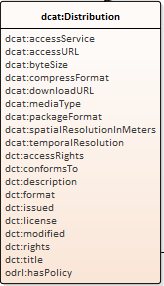 dcat:Distribution
dcat:accessService
dcat:accessURL
dcat:byteSize
dcat:compressFormat
dcat:downloadURL
dcat:mediaType
dcat:packageFormat
dcat:spatialResolutionInMeters
dcat:temporalResolution
dct:accessRights
dct:conformsTo
dct:description
dct:format
dct:issued
dct:license
dct:modified
dct:rights
dct:title
odrl:hasPolicy